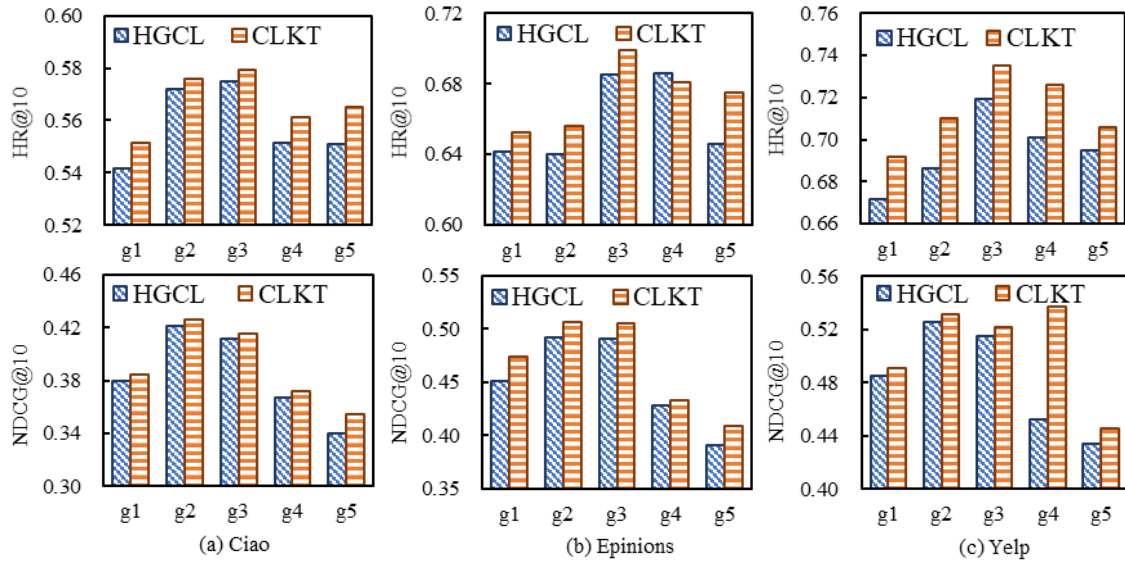 0.60
0.58
0.56
0.54
0.52
HR@10
HGCL CLKT
g1 g2 g3 g4 g5
0.72
0.68
0.64
0.60
HR@10
HGCL CLKT
g1 g2 g3 g4 g5
0.76
0.74
0.72
0.70
0.68
0.66
HR@10
HGCL CLKT
g1 g2 g3 g4 g5
0.46
0.42
0.38
0.34
0.30
NDCG@10
HGCL CLKT
g1 g2 g3 g4 g5
(a) Ciao
0.55
0.50
0.45
0.40
0.35
NDCG@10
HGCL CLKT
g1 g2 g3 g4 g5
(b) Epinions
0.56
0.52
0.48
0.44
0.40
NDCG@10
HGCL CLKT
g1 g2 g3 g4 g5
(c) Yelp